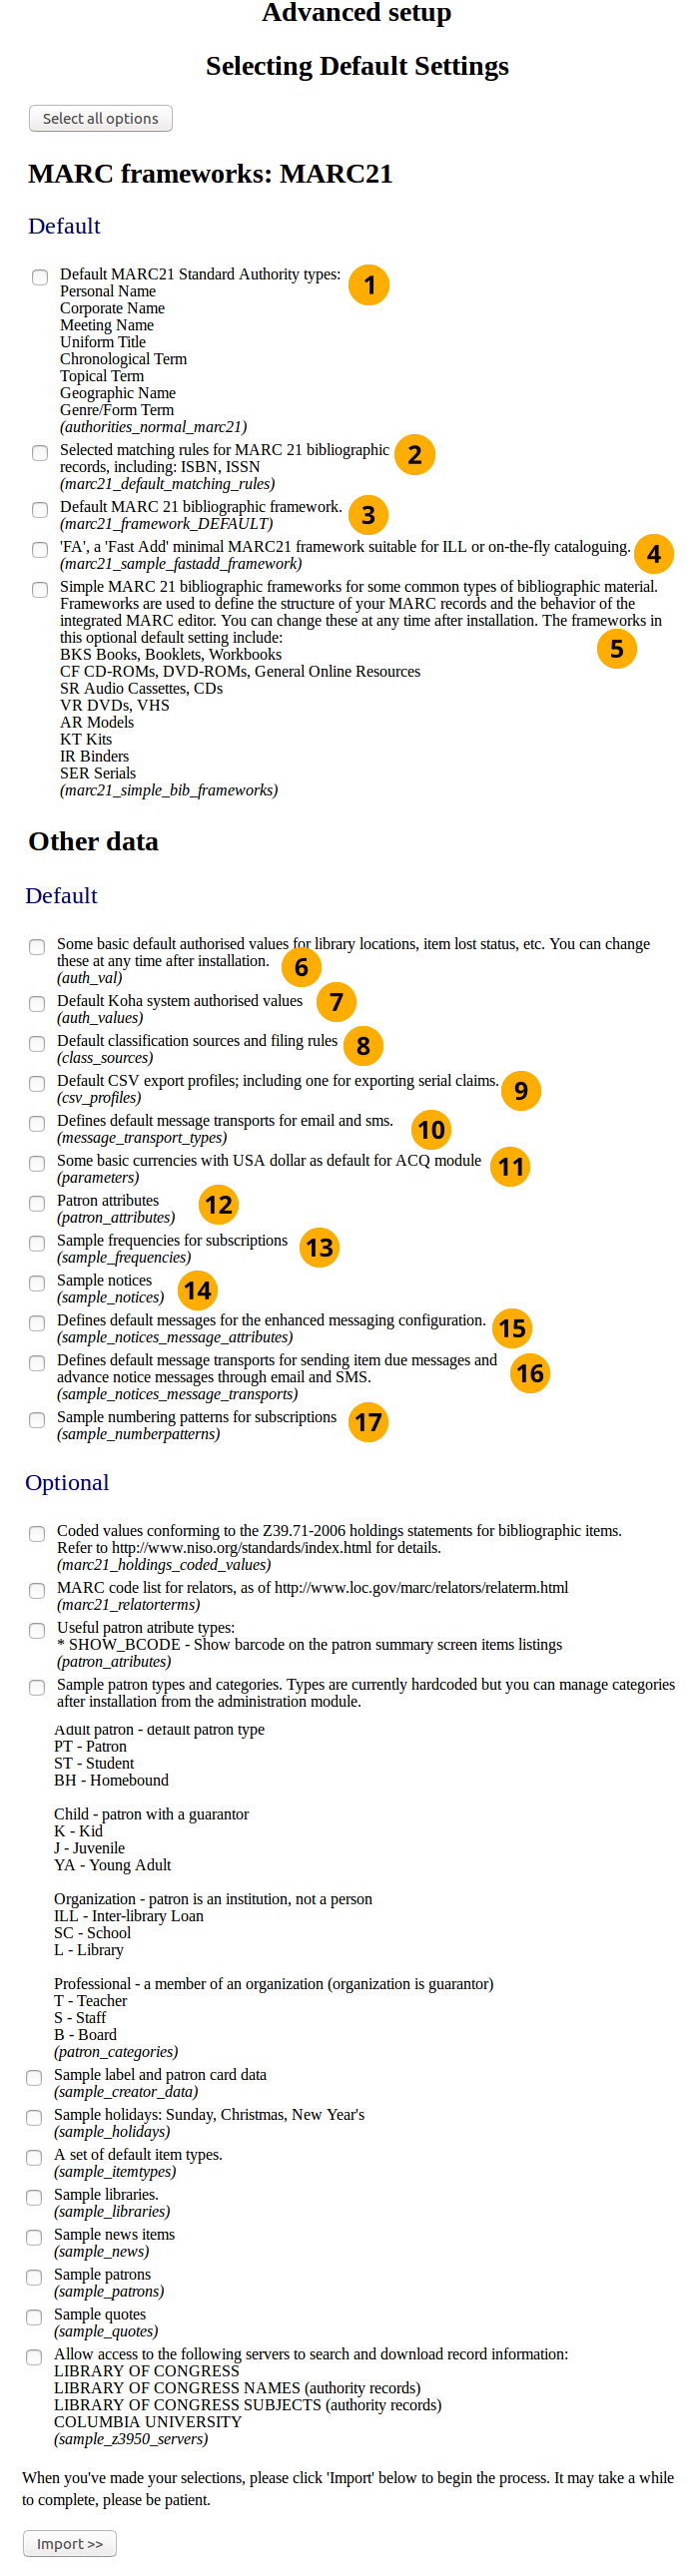 Advanced setup
Selecting Default Settings
Select all options
MARC frameworks: MARC21
Default
Default MARC21 Standard Authority types: 1
Personal Name
Corporate Name
Meeting Name
Uniform Title
Chronological Term
Topical Term
Geographic Name
Genre/Form Term
(authorities_normal_marc21)
Selected matching rules for MARC 21 bibliographic 2
records, including: ISBN, ISSN
(marc21_default_matching_rules)
Default MARC 21 bibliographic framework. 3
(marc21_framework_DEFAULT)
'FA', a 'Fast Add' minimal MARC21 framework suitable for ILL or on-the-fly cataloguing. 4
(marc21_sample_fastadd_framework)
Simple MARC 21 bibliographic frameworks for some common types of bibliographic material.
Frameworks are used to define the structure of your MARC records and the behavior of the
integrated MARC editor. You can change these at any time after installation. The frameworks in
this optional default setting include: 5
BKS Books, Booklets, Workbooks
CF CD-ROMs, DVD-ROMs, General Online Resources
SR Audio Cassettes, CDs
VR DVDs, VHS
AR Models
KT Kits
IR Binders
SER Serials
(marc21_simple_bib_frameworks)
Other data
Default
Some basic default authorised values for library locations, item lost status, etc. You can change
these at any time after installation. 6
(auth_val)
Default Koha system authorised values 7
(auth_values)
Default classification sources and filing rules 8
(class_sources)
Default CSV export profiles; including one for exporting serial claims. 9
(csv_profiles)
Defines default message transports for email and sms. 10
(message_transport_types)
Some basic currencies with USA dollar as default for ACQ module 11
(parameters)
Patron attributes 12
(patron_attributes)
Sample frequencies for subscriptions 13
(sample_frequencies)
Sample notices 14
(sample_notices)
Defines default messages for the enhanced messaging configuration. 15
(sample_notices_message_attributes)
Defines default message transports for sending item due messages and 16
advance notice messages through email and SMS.
(sample_notices_message_transports)
Sample numbering patterns for subscriptions 17
(sample_numberpatterns)
Optional
Coded values conforming to the Z39.71-2006 holdings statements for bibliographic items.
Refer to http://www.niso.org/standards/index.html for details.
(marc21_holdings_coded_values)
MARC code list for relators, as of http://www.loc.gov/marc/relators/relaterm.html
(marc21_relatorterms)
Useful patron atribute types:
* SHOW_BCODE - Show barcode on the patron summary screen items listings
(patron_atributes)
Sample patron types and categories. Types are currently hardcoded but you can manage categories
after installation from the administration module.
Adult patron - default patron type
PT - Patron
ST - Student
BH - Homebound
Child - patron with a guarantor
K - Kid
J - Juvenile
YA - Young Adult
Organization - patron is an institution, not a person
ILL - Inter-library Loan
SC - School
L - Library
Professional - a member of an organization (organization is guarantor)
T - Teacher
S - Staff
B - Board
(patron_categories)
Sample label and patron card data
(sample_creator_data)
Sample holidays: Sunday, Christmas, New Year's
(sample_holidays)
A set of default item types.
(sample_itemtypes)
Sample libraries.
(sample_libraries)
Sample news items
(sample_news)
Sample patrons
(sample_patrons)
Sample quotes
(sample_quotes)
Allow access to the following servers to search and download record information:
LIBRARY OF CONGRESS
LIBRARY OF CONGRESS NAMES (authority records)
LIBRARY OF CONGRESS SUBJECTS (authority records)
COLUMBIA UNIVERSITY
(sample_z3950_servers)
When you've made your selections, please click 'Import' below to begin the process. It may take a while
to complete, please be patient.
Import >>